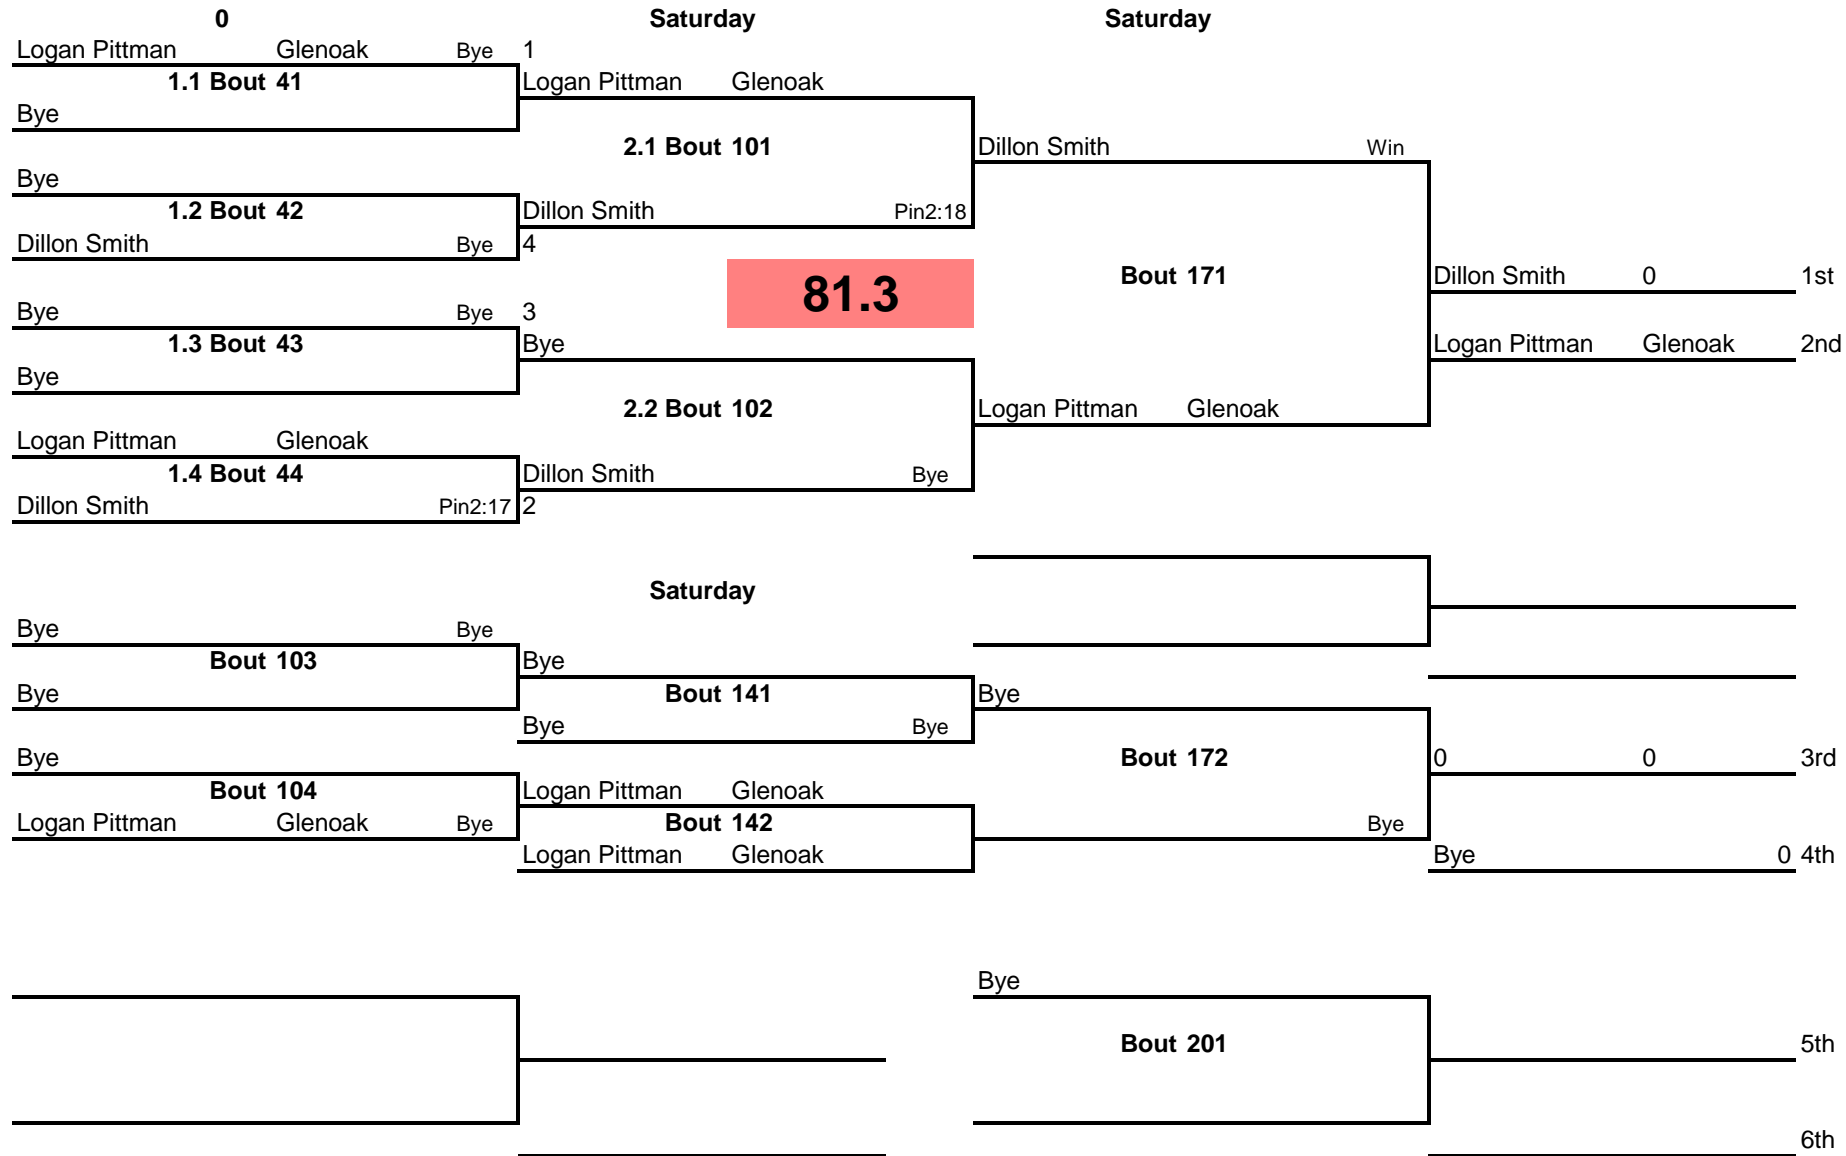 0 Saturday Saturday
Logan Pittman Glenoak Bye 1
1.1 Bout 41 Logan Pittman Glenoak
Bye
2.1 Bout 101 Dillon Smith Win
Bye
1.2 Bout 42 Dillon Smith Pin2:18
Dillon Smith Bye 4
81.3 Bout 171 Dillon Smith 0 1st
Bye Bye 3
1.3 Bout 43 Bye Logan Pittman Glenoak 2nd
Bye
2.2 Bout 102 Logan Pittman Glenoak
Logan Pittman Glenoak
1.4 Bout 44 Dillon Smith Bye
Dillon Smith Pin2:17 2
Saturday
Bye Bye
Bout 103 Bye
Bye Bout 141 Bye
Bye Bye
Bye Bout 172 0 0 3rd
Bout 104 Logan Pittman Glenoak
Logan Pittman Glenoak Bye Bout 142 Bye
Logan Pittman Glenoak Bye 0 4th
Bye
Bout 201 5th
6th